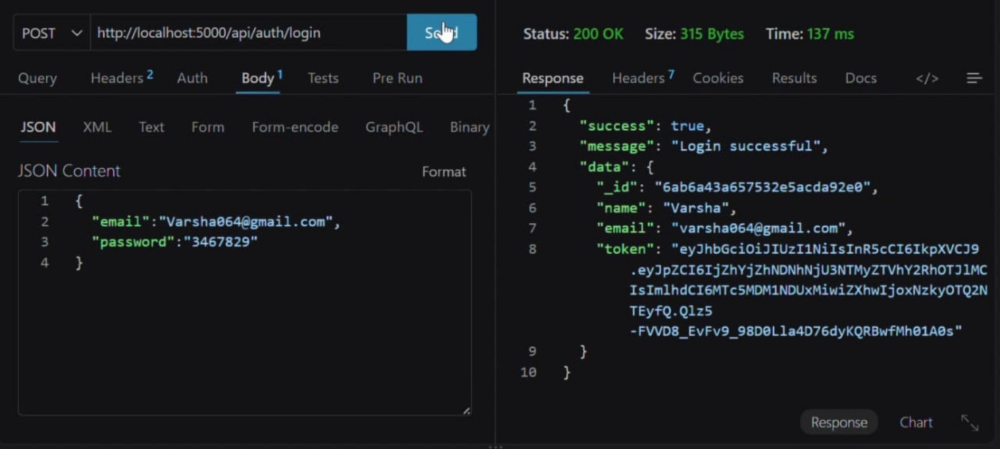 POST http://localhost:5000/api/auth/login
Status: 200 OK Size: 315 Bytes Time: 137 ms
Query Headers 2 Auth Body 1 Tests Pre Run
Response Headers 7 Cookies Results Docs </>
JSON XML Text Form Form-encode GraphQL Binary
JSON Content Format
1 {
2 "email":"Varsha064@gmail.com",
3 "password":"3467829"
4 }
1 {
2 "success": true,
3 "message": "Login successful",
4 "data": {
5 "_id": "6ab6a43a657532e5acda92e0",
6 "name": "Varsha",
7 "email": "varsha064@gmail.com",
8 "token": "eyJhbGciOiJIUzI1NiIsInR5cCI6IkpXVCJ9
.eyJpZCI6IjZhYjZhNDNhNjU3NTMyZTVhY2RhOTJlMC
IsImlhdCI6MTc5MDM1NDUxMiwiZXhwIjoxNzkyOTQ2N
TEyfQ.Qlz5
-FVVD8_EvFv9_98D0Lla4D76dyKQRBwfMh01A0s"
9 }
10 }
Response Chart